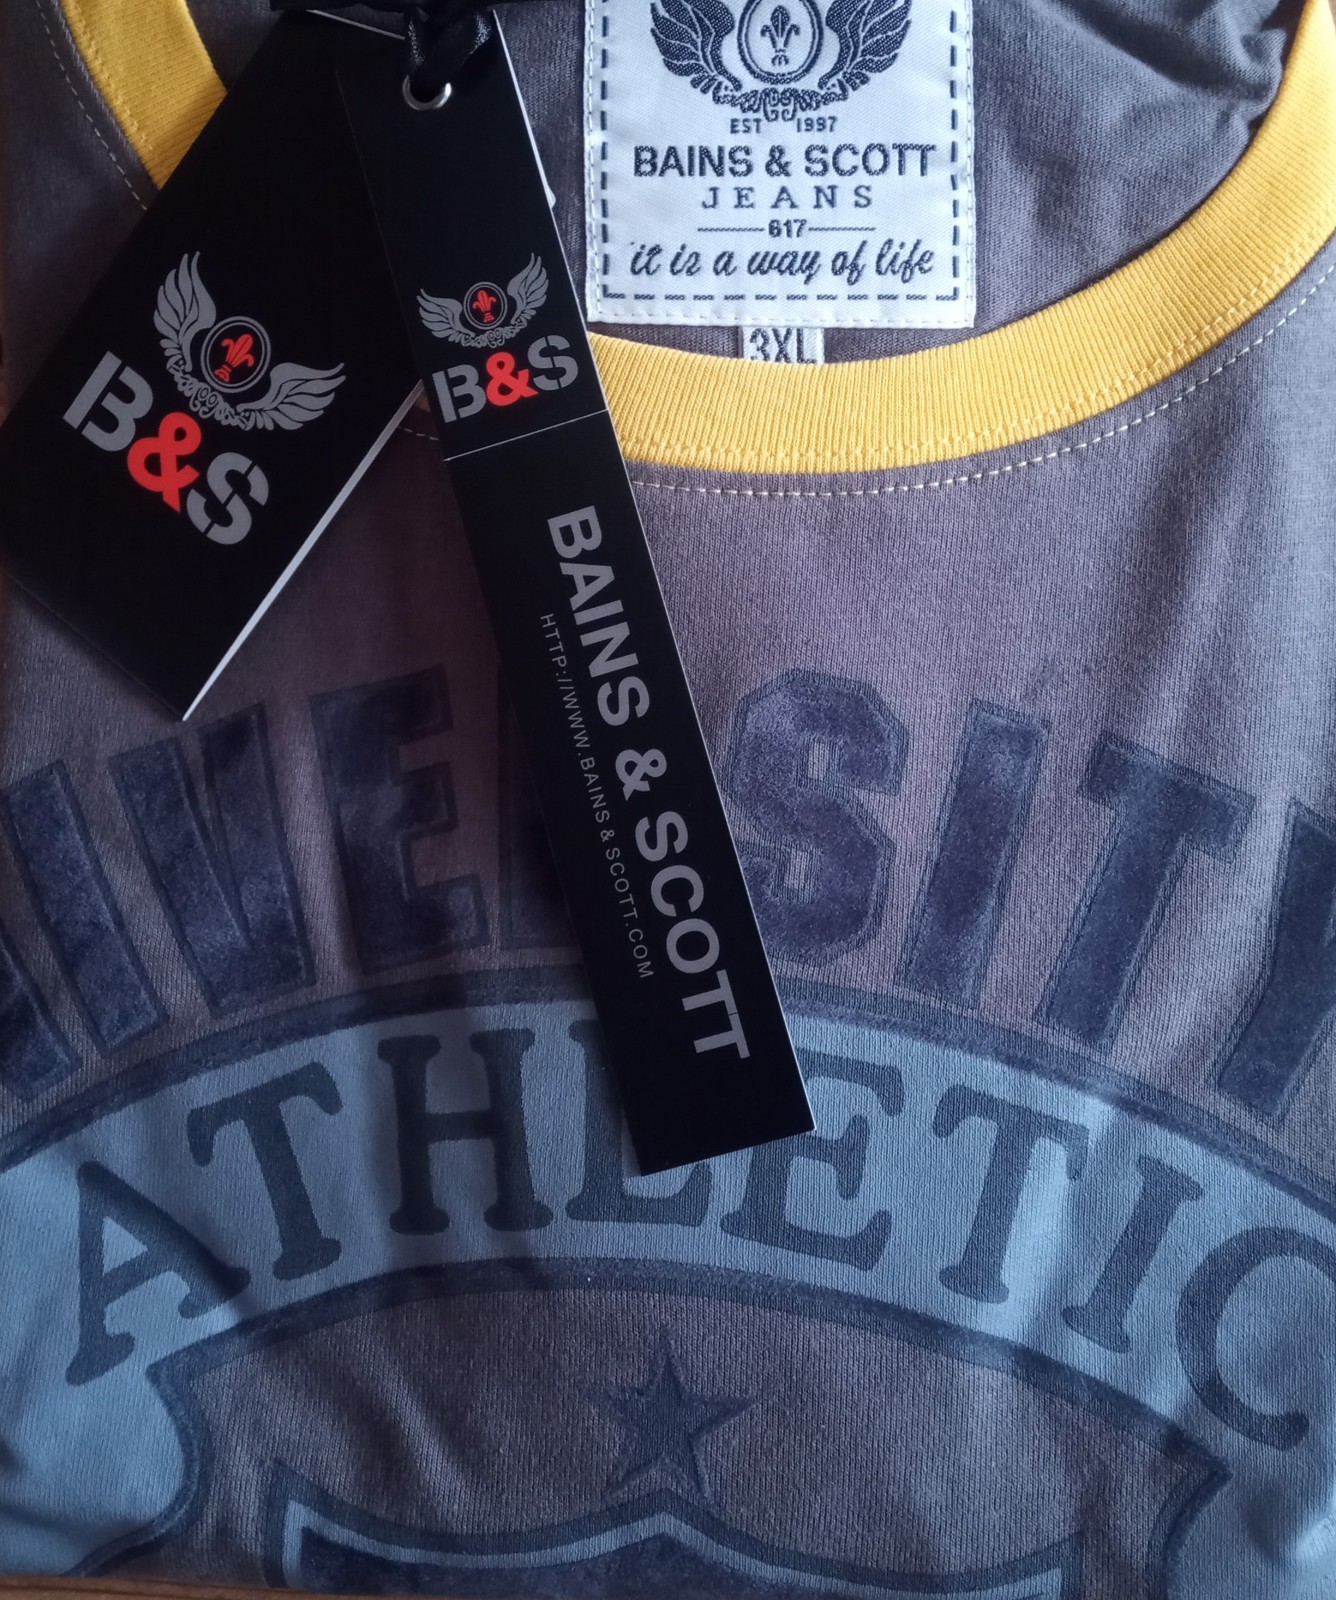 EST 1997
BAINS & SCOTT
JEANS
617
it is a way of life
3XL
B&S
B&S
BAINS & SCOTT
HTTP://WWW.BAINS&SCOTT.COM
ATHLETIC